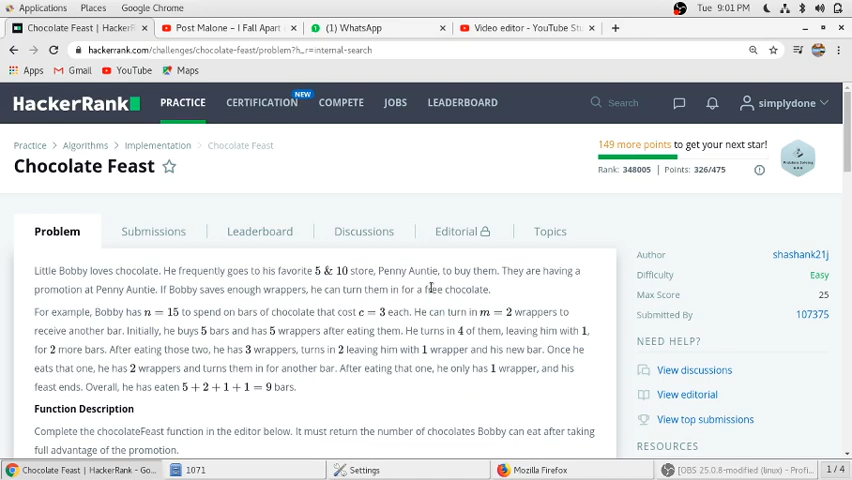 Applications Places Google Chrome Tue, Apr 7 9:01:04 PM
Chocolate Feast | HackerR Post Malone – I Fall Apart (1) WhatsApp Video editor - YouTube Stu
hackerrank.com/challenges/chocolate-feast/problem?h_r=internal-search
Apps Gmail YouTube Maps
HackerRank PRACTICE CERTIFICATION NEW COMPETE JOBS LEADERBOARD Search simplydone
Practice Algorithms Implementation Chocolate Feast
149 more points to get your next star!
Chocolate Feast
Rank: 348005 | Points: 326/475
Problem Solving
Problem Submissions Leaderboard Discussions Editorial Topics
Little Bobby loves chocolate. He frequently goes to his favorite 5 & 10 store, Penny Auntie, to buy them. They are having a
promotion at Penny Auntie. If Bobby saves enough wrappers, he can turn them in for a free chocolate.
For example, Bobby has n = 15 to spend on bars of chocolate that cost c = 3 each. He can turn in m = 2 wrappers to
receive another bar. Initially, he buys 5 bars and has 5 wrappers after eating them. He turns in 4 of them, leaving him with 1,
for 2 more bars. After eating those two, he has 3 wrappers, turns in 2 leaving him with 1 wrapper and his new bar. Once he
eats that one, he has 2 wrappers and turns them in for another bar. After eating that one, he only has 1 wrapper, and his
feast ends. Overall, he has eaten 5 + 2 + 1 + 1 = 9 bars.
Function Description
Complete the chocolateFeast function in the editor below. It must return the number of chocolates Bobby can eat after taking
full advantage of the promotion.
Author shashank21j
Difficulty Easy
Max Score 25
Submitted By 107375
NEED HELP?
View discussions
View editorial
View top submissions
RESOURCES
Chocolate Feast | HackerRank - Go... 1071 Settings Mozilla Firefox [OBS 25.0.8-modified (linux) - Profi... 1 / 4